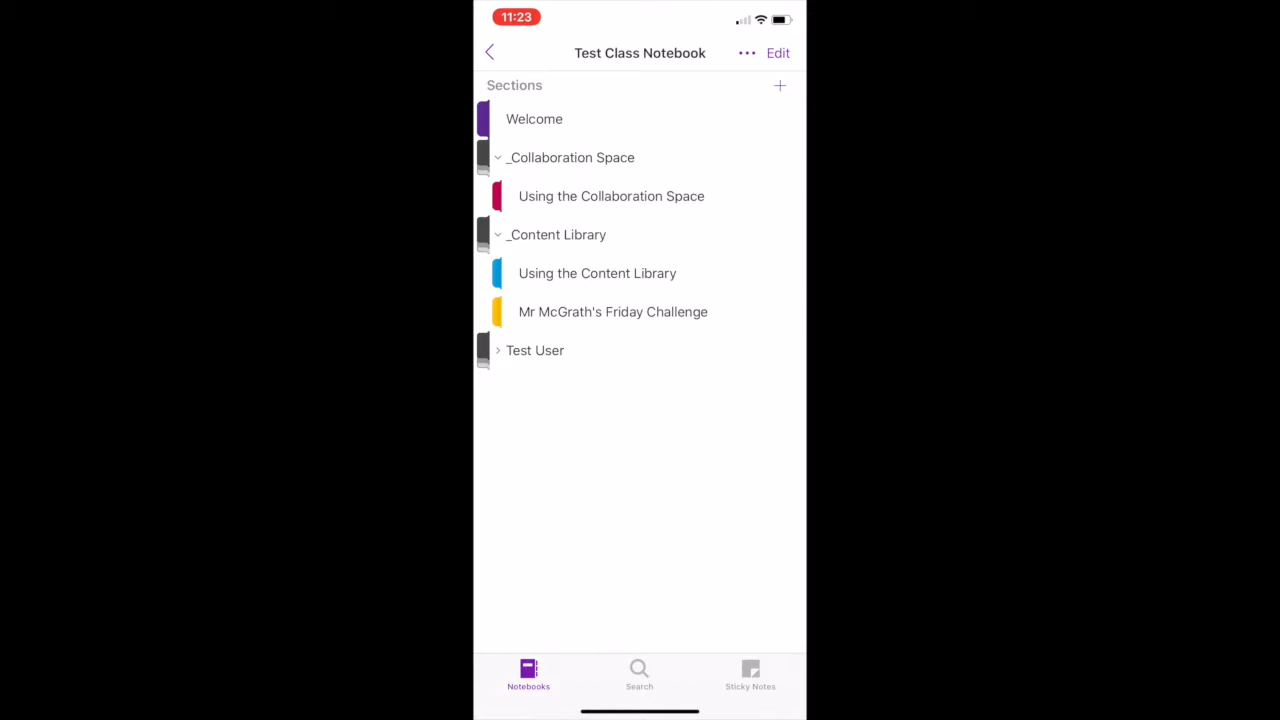 11:23
Test Class Notebook
Edit
Sections
Welcome
_Collaboration Space
Using the Collaboration Space
_Content Library
Using the Content Library
Mr McGrath's Friday Challenge
Test User
Notebooks
Search
Sticky Notes